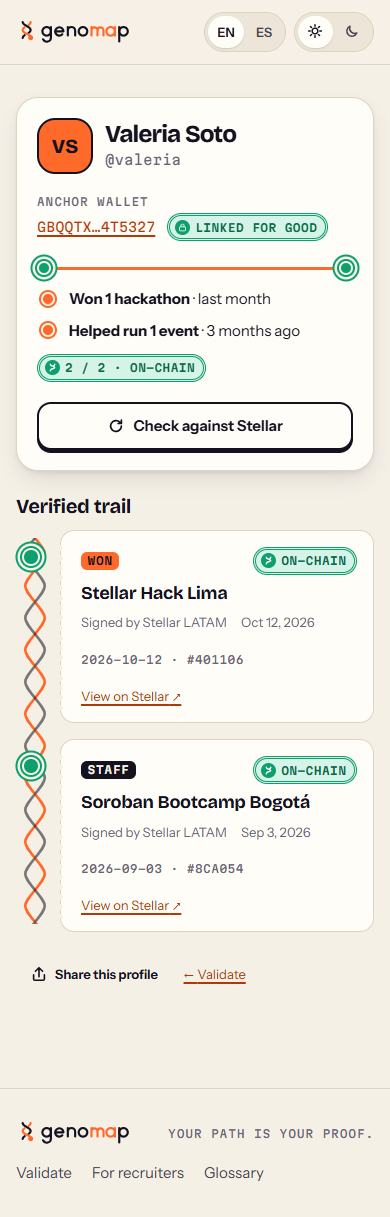 genomap
EN ES
VS
Valeria Soto
@valeria
ANCHOR WALLET
GBQQTX…4T5327 LINKED FOR GOOD
Won 1 hackathon · last month
Helped run 1 event · 3 months ago
2 / 2 · ON-CHAIN
Check against Stellar
Verified trail
WON ON-CHAIN
Stellar Hack Lima
Signed by Stellar LATAM Oct 12, 2026
2026-10-12 · #401106
View on Stellar ↗
STAFF ON-CHAIN
Soroban Bootcamp Bogotá
Signed by Stellar LATAM Sep 3, 2026
2026-09-03 · #8CA054
View on Stellar ↗
Share this profile ← Validate
genomap YOUR PATH IS YOUR PROOF.
Validate For recruiters Glossary